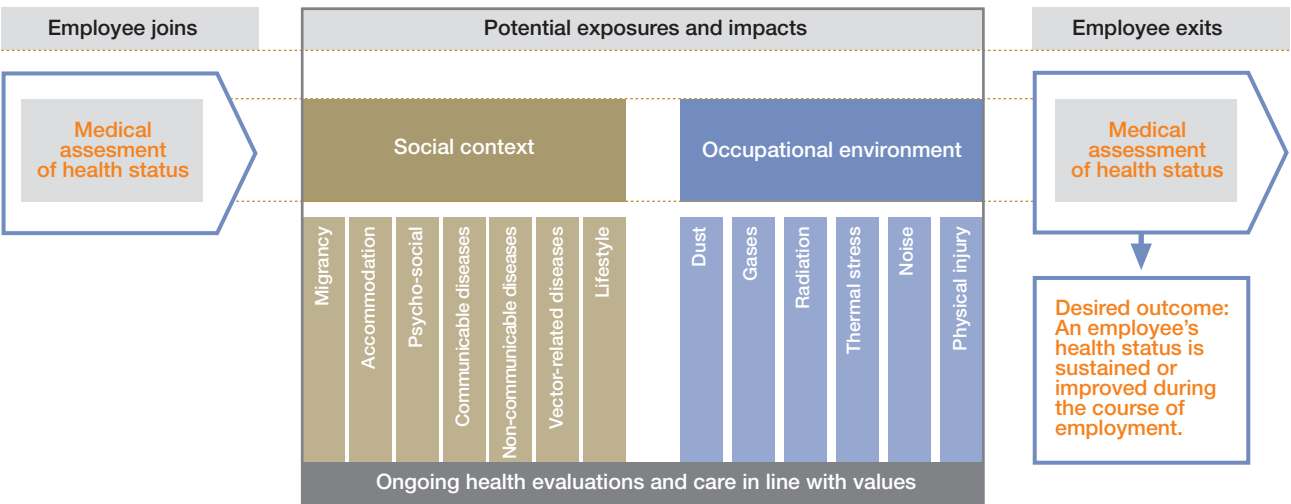 Employee joins
Potential exposures and impacts
Employee exits
Medical
assesment
of health status
Social context
Occupational environment
Medical
assessment
of health status
Migrancy
Accommodation
Psycho-social
Communicable diseases
Non-communicable diseases
Vector-related diseases
Lifestyle
Dust
Gases
Radiation
Thermal stress
Noise
Physical injury
Desired outcome:
An employee's
health status is
sustained or
improved during
the course of
employment.
Ongoing health evaluations and care in line with values